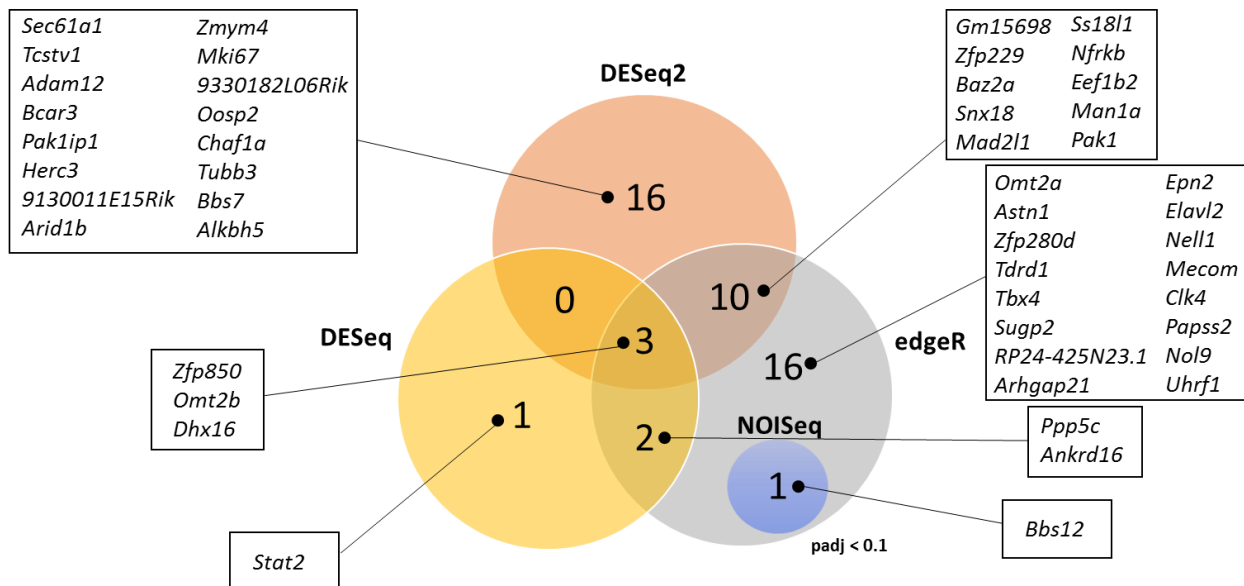 Sec61a1 Zmym4
Tcstv1 Mki67
Adam12 9330182L06Rik
Bcar3 Oosp2
Pak1ip1 Chaf1a
Herc3 Tubb3
9130011E15Rik Bbs7
Arid1b Alkbh5
DESeq2
Gm15698 Ss18l1
Zfp229 Nfrkb
Baz2a Eef1b2
Snx18 Man1a
Mad2l1 Pak1
16
Omt2a Epn2
Astn1 Elavl2
Zfp280d Nell1
Tdrd1 Mecom
Tbx4 Clk4
Sugp2 Papss2
RP24-425N23.1 Nol9
Arhgap21 Uhrf1
0
10
DESeq
3
edgeR
16
Zfp850
Omt2b
Dhx16
1
2
NOISeq
Ppp5c
Ankrd16
1
Bbs12
padj < 0.1
Stat2